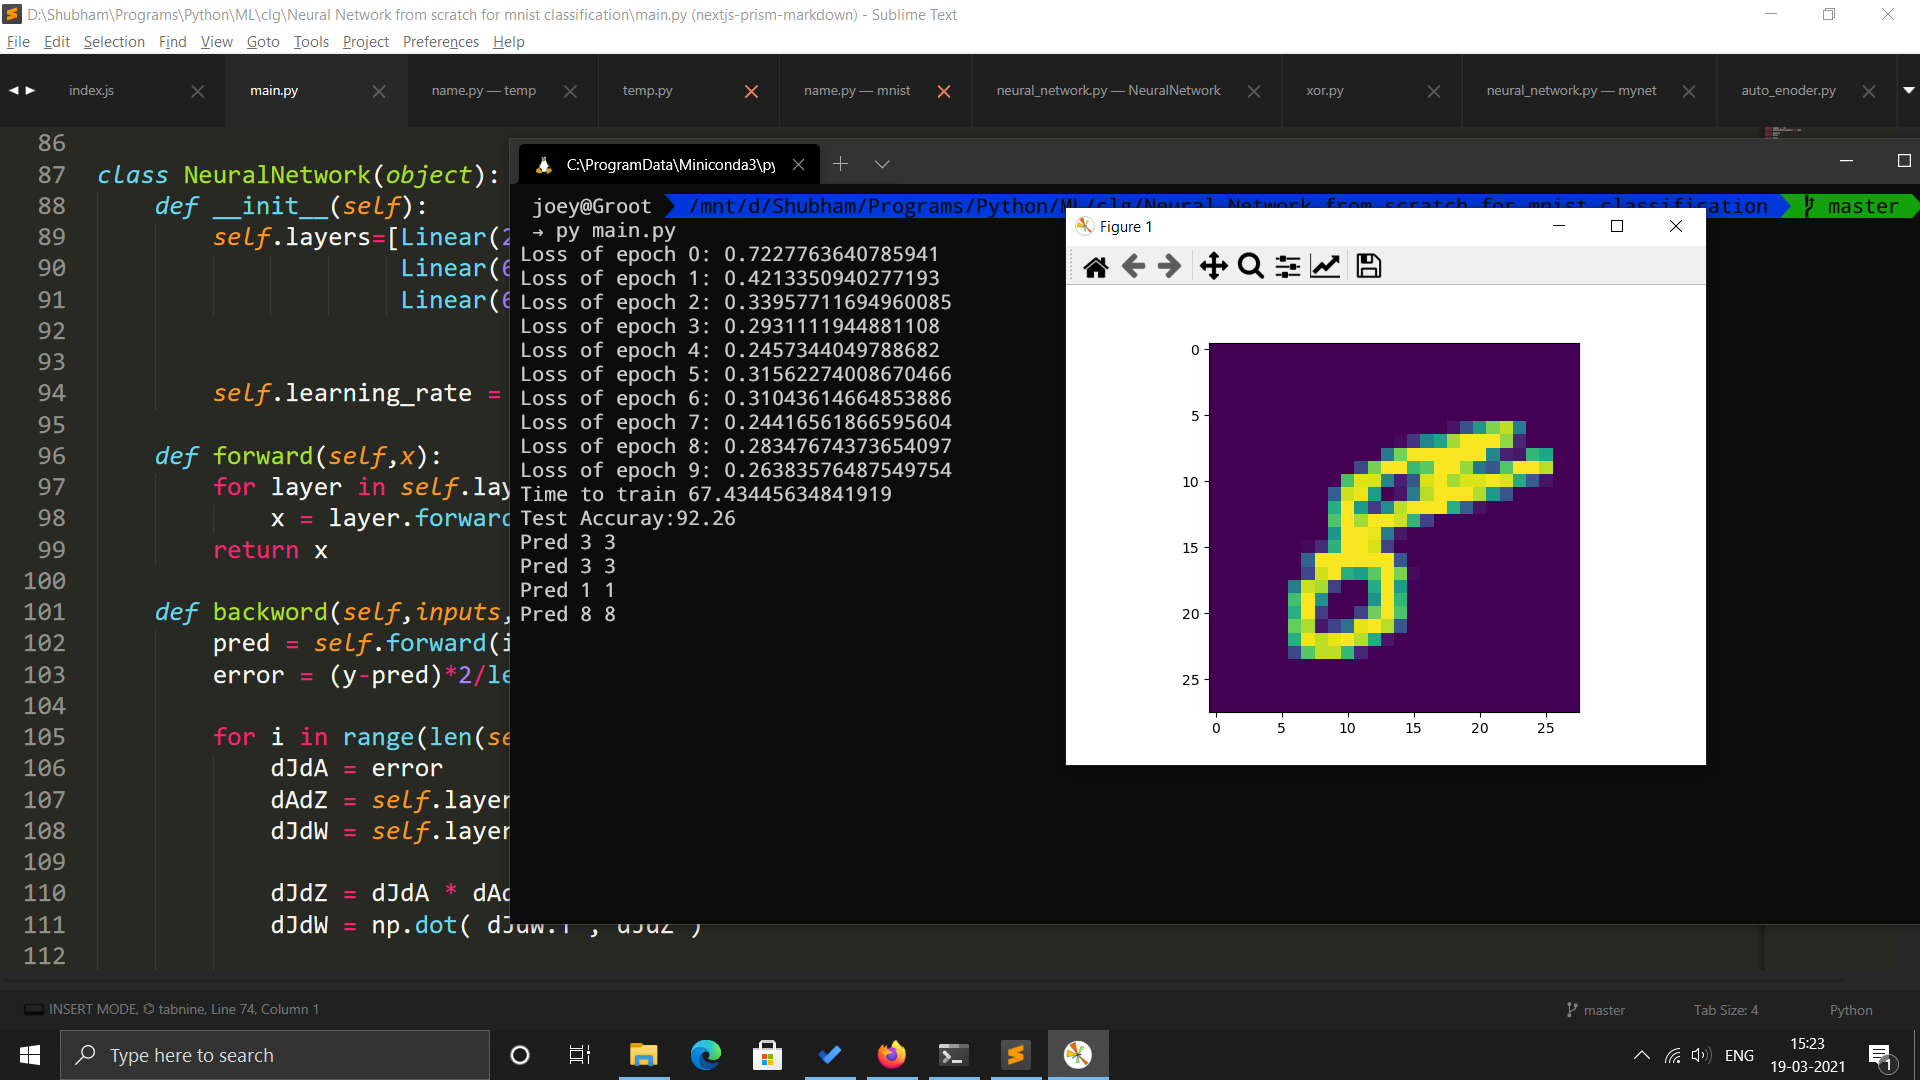 D:\Shubham\Programs\Python\ML\clg\Neural Network from scratch for mnist classification\main.py (nextjs-prism-markdown) - Sublime Text
File Edit Selection Find View Goto Tools Project Preferences Help
index.js main.py name.py — temp temp.py name.py — mnist neural_network.py — NeuralNetwork xor.py neural_network.py — mynet auto_enoder.py
86
87 class NeuralNetwork(object):
88 def __init__(self):
89 self.layers=[Linear(2
90 Linear(6
91 Linear(6
92
93
94 self.learning_rate =
95
96 def forward(self,x):
97 for layer in self.lay
98 x = layer.forward
99 return x
100
101 def backword(self,inputs,
102 pred = self.forward(i
103 error = (y-pred)*2/le
104
105 for i in range(len(se
106 dJdA = error
107 dAdZ = self.layer
108 dJdW = self.layer
109
110 dJdZ = dJdA * dAd
111 dJdW = np.dot( dJdW.T , dJdZ )
112
C:\ProgramData\Miniconda3\py
joey@Groot /mnt/d/Shubham/Programs/Python/ML/clg/Neural Network from scratch for mnist classification master
→ py main.py
Loss of epoch 0: 0.7227763640785941
Loss of epoch 1: 0.4213350940277193
Loss of epoch 2: 0.33957711694960085
Loss of epoch 3: 0.2931111944881108
Loss of epoch 4: 0.2457344049788682
Loss of epoch 5: 0.31562274008670466
Loss of epoch 6: 0.31043614664853886
Loss of epoch 7: 0.24416561866595604
Loss of epoch 8: 0.28347674373654097
Loss of epoch 9: 0.26383576487549754
Time to train 67.43445634841919
Test Accuray:92.26
Pred 3 3
Pred 3 3
Pred 1 1
Pred 8 8
Figure 1
0
5
10
15
20
25
0 5 10 15 20 25
INSERT MODE, tabnine, Line 74, Column 1 master Tab Size: 4 Python
Type here to search
ENG
15:23
19-03-2021
1